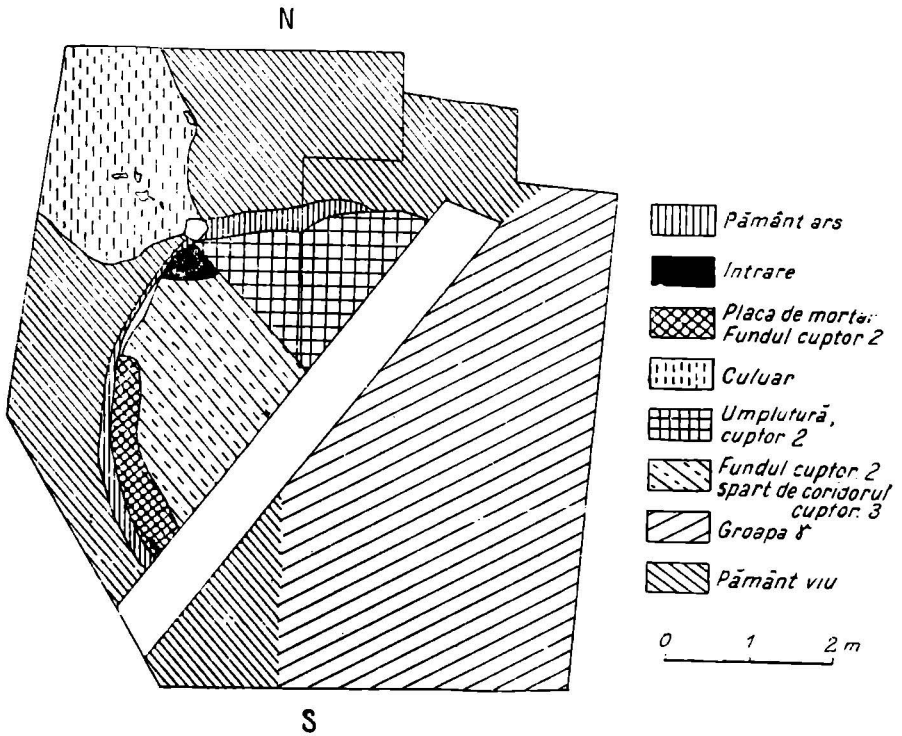 N
Pământ ars
Intrare
Placa de mortar
Fundul cuptor 2
Culuar
Umplutură,
cuptor 2
Fundul cuptor. 2
spart de coridorul
cuptor. 3
Groapa ४
Pământ viu
0 1 2 m
S